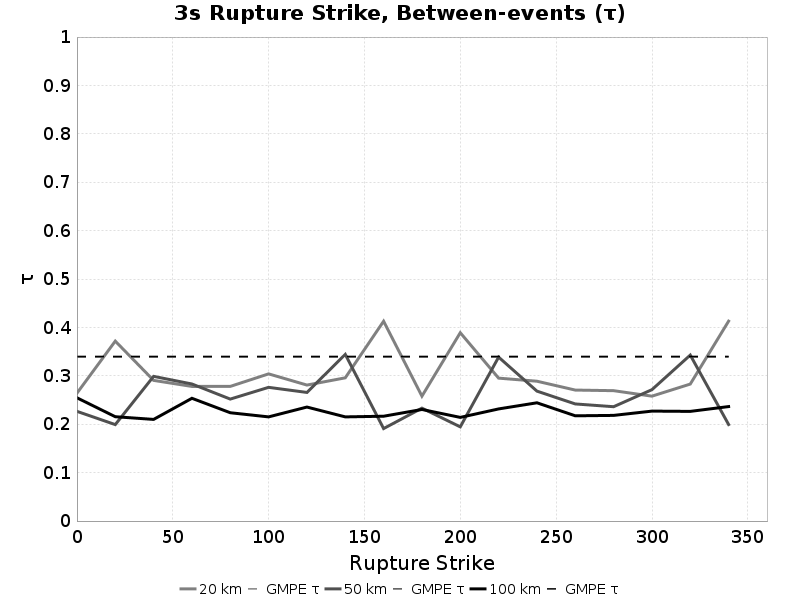 3s Rupture Strike, Between-events (τ)
1
0.9
0.8
0.7
0.6
0.5
0.4
0.3
0.2
0.1
0
τ
0 50 100 150 200 250 300 350
Rupture Strike
20 km GMPE τ 50 km GMPE τ 100 km GMPE τ